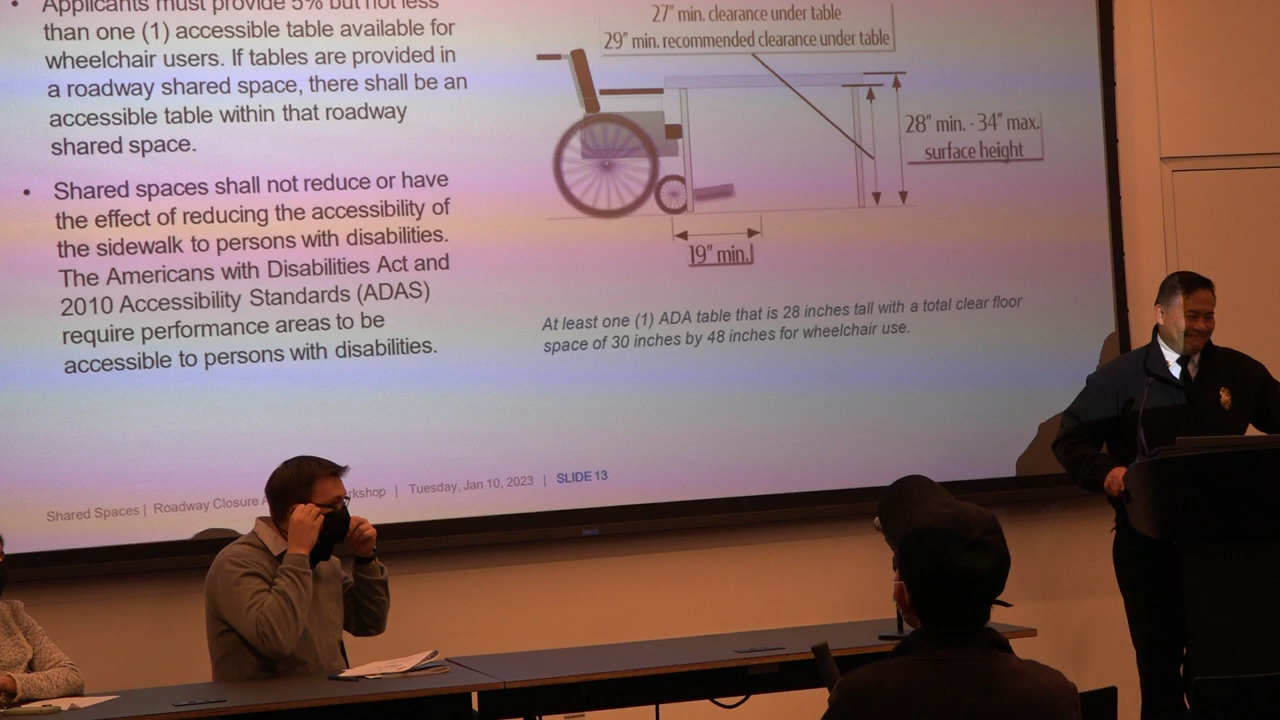 Applicants must provide 5% but not less
than one (1) accessible table available for
wheelchair users. If tables are provided in
a roadway shared space, there shall be an
accessible table within that roadway
shared space.
Shared spaces shall not reduce or have
the effect of reducing the accessibility of
the sidewalk to persons with disabilities.
The Americans with Disabilities Act and
2010 Accessibility Standards (ADAS)
require performance areas to be
accessible to persons with disabilities.
27" min. clearance under table
29" min. recommended clearance under table
28" min. - 34" max.
surface height
19" min.
At least one (1) ADA table that is 28 inches tall with a total clear floor
space of 30 inches by 48 inches for wheelchair use.
Shared Spaces | Roadway Closure | Tuesday, Jan 10, 2023 | SLIDE 13